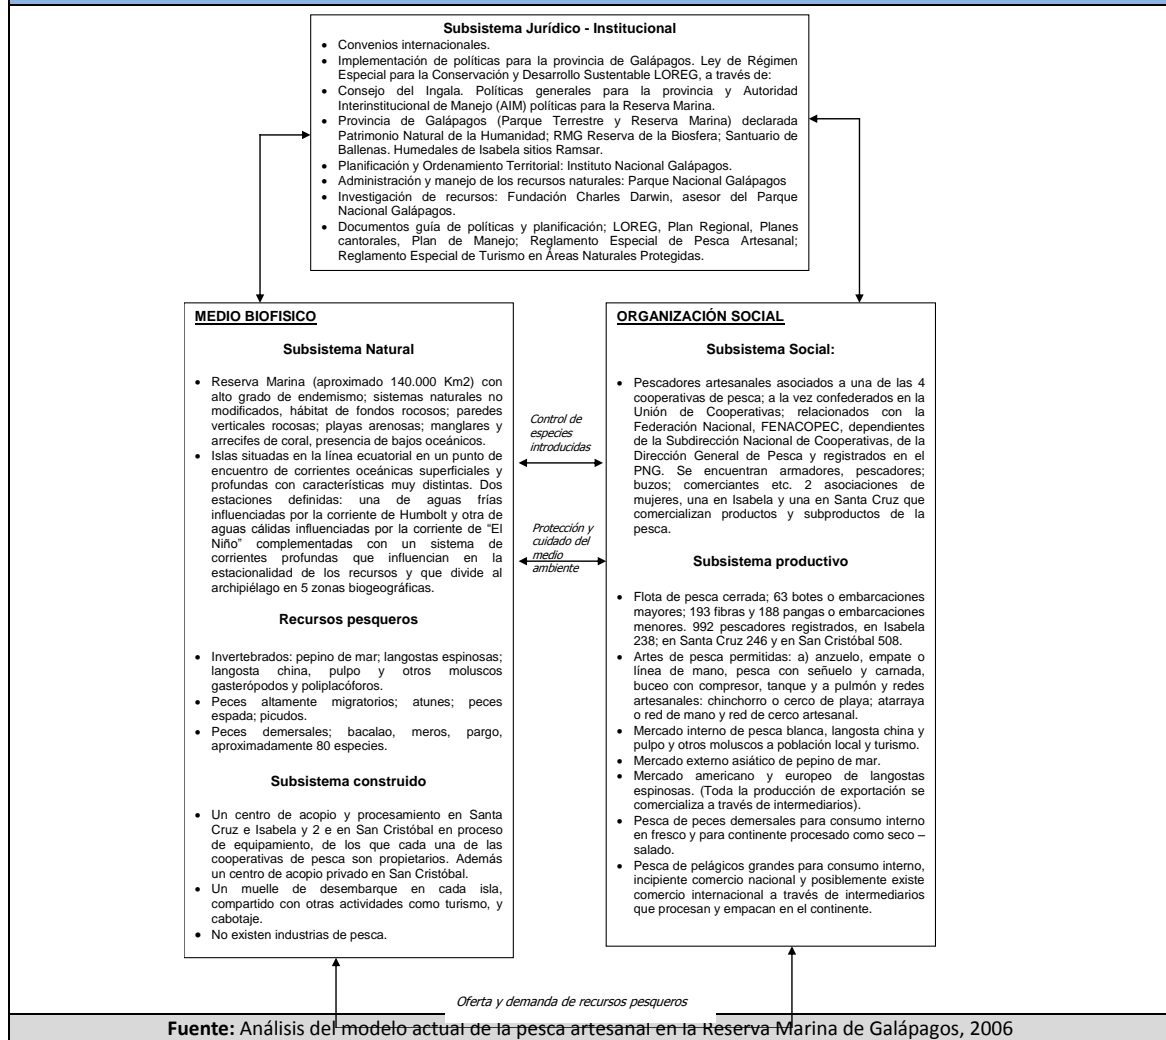 Subsistema Jurídico - Institucional
• Convenios internacionales.
• Implementación de políticas para la provincia de Galápagos. Ley de Régimen
Especial para la Conservación y Desarrollo Sustentable LOREG, a través de:
• Consejo del Ingala. Políticas generales para la provincia y Autoridad
Interinstitucional de Manejo (AIM) políticas para la Reserva Marina.
• Provincia de Galápagos (Parque Terrestre y Reserva Marina) declarada
Patrimonio Natural de la Humanidad; RMG Reserva de la Biosfera; Santuario de
Ballenas. Humedales de Isabela sitios Ramsar.
• Planificación y Ordenamiento Territorial: Instituto Nacional Galápagos.
• Administración y manejo de los recursos naturales: Parque Nacional Galápagos
• Investigación de recursos: Fundación Charles Darwin, asesor del Parque
Nacional Galápagos.
• Documentos guía de políticas y planificación; LOREG, Plan Regional, Planes
cantorales, Plan de Manejo; Reglamento Especial de Pesca Artesanal;
Reglamento Especial de Turismo en Áreas Naturales Protegidas.
MEDIO BIOFISICO
Subsistema Natural
• Reserva Marina (aproximado 140.000 Km2) con
alto grado de endemismo; sistemas naturales no
modificados, hábitat de fondos rocosos; paredes
verticales rocosas; playas arenosas; manglares y
arrecifes de coral, presencia de bajos oceánicos.
• Islas situadas en la línea ecuatorial en un punto de
encuentro de corrientes oceánicas superficiales y
profundas con características muy distintas. Dos
estaciones definidas: una de aguas frías
influenciadas por la corriente de Humbolt y otra de
aguas cálidas influenciadas por la corriente de “El
Niño” complementadas con un sistema de
corrientes profundas que influencian en la
estacionalidad de los recursos y que divide al
archipiélago en 5 zonas biogeográficas.
Recursos pesqueros
• Invertebrados: pepino de mar; langostas espinosas;
langosta china, pulpo y otros moluscos
gasterópodos y poliplacóforos.
• Peces altamente migratorios; atunes; peces
espada; picudos.
• Peces demersales; bacalao, meros, pargo,
aproximadamente 80 especies.
Subsistema construido
• Un centro de acopio y procesamiento en Santa
Cruz e Isabela y 2 e en San Cristóbal en proceso
de equipamiento, de los que cada una de las
cooperativas de pesca son propietarios. Además
un centro de acopio privado en San Cristóbal.
• Un muelle de desembarque en cada isla,
compartido con otras actividades como turismo, y
cabotaje.
• No existen industrias de pesca.
Control de
especies
introducidas
Protección y
cuidado del
medio
ambiente
ORGANIZACIÓN SOCIAL
Subsistema Social:
• Pescadores artesanales asociados a una de las 4
cooperativas de pesca; a la vez confederados en la
Unión de Cooperativas; relacionados con la
Federación Nacional, FENACOPEC, dependientes
de la Subdirección Nacional de Cooperativas, de la
Dirección General de Pesca y registrados en el
PNG. Se encuentran armadores, pescadores;
buzos; comerciantes etc. 2 asociaciones de
mujeres, una en Isabela y una en Santa Cruz que
comercializan productos y subproductos de la
pesca.
Subsistema productivo
• Flota de pesca cerrada; 63 botes o embarcaciones
mayores; 193 fibras y 188 pangas o embarcaciones
menores. 992 pescadores registrados, en Isabela
238; en Santa Cruz 246 y en San Cristóbal 508.
• Artes de pesca permitidas: a) anzuelo, empate o
línea de mano, pesca con señuelo y carnada,
buceo con compresor, tanque y a pulmón y redes
artesanales: chinchorro o cerco de playa; atarraya
o red de mano y red de cerco artesanal.
• Mercado interno de pesca blanca, langosta china y
pulpo y otros moluscos a población local y turismo.
• Mercado externo asiático de pepino de mar.
• Mercado americano y europeo de langostas
espinosas. (Toda la producción de exportación se
comercializa a través de intermediarios).
• Pesca de peces demersales para consumo interno
en fresco y para continente procesado como seco –
salado.
• Pesca de pelágicos grandes para consumo interno,
incipiente comercio nacional y posiblemente existe
comercio internacional a través de intermediarios
que procesan y empacan en el continente.
Oferta y demanda de recursos pesqueros
Fuente: Análisis del modelo actual de la pesca artesanal en la Reserva Marina de Galápagos, 2006